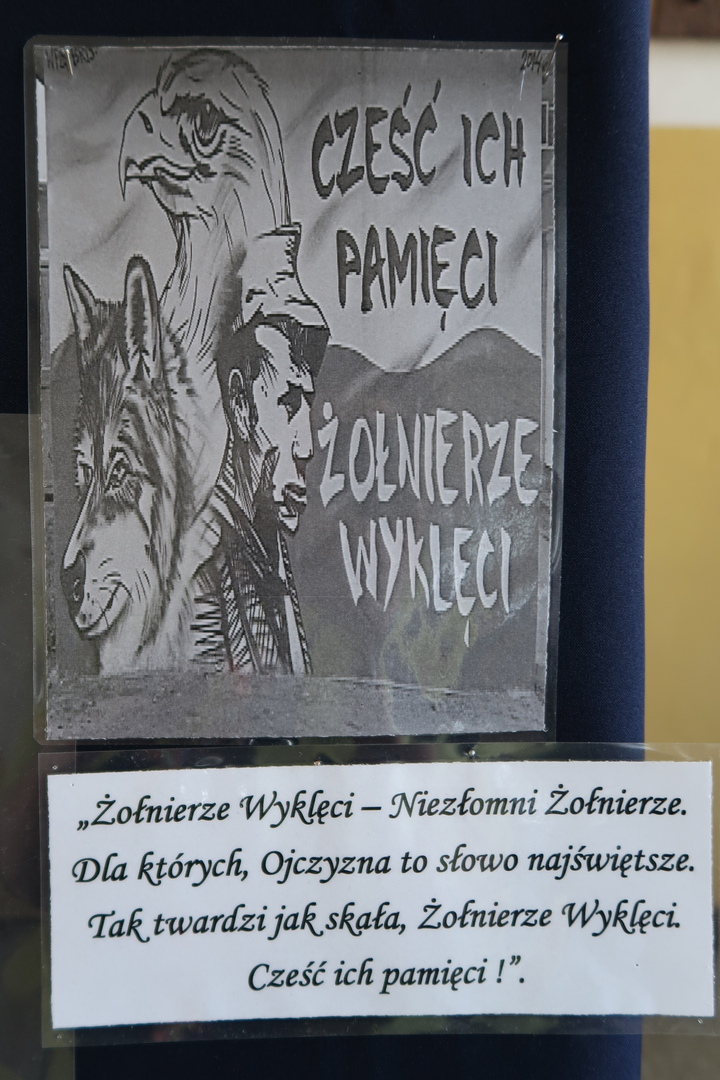 CZEŚĆ ICH
PAMIĘCI
ŻOŁNIERZE
WYKLĘCI
„Żołnierze Wyklęci – Niezłomni Żołnierze.
Dla których, Ojczyzna to słowo najświętsze.
Tak twardzi jak skała, Żołnierze Wyklęci.
Cześć ich pamięci !”.